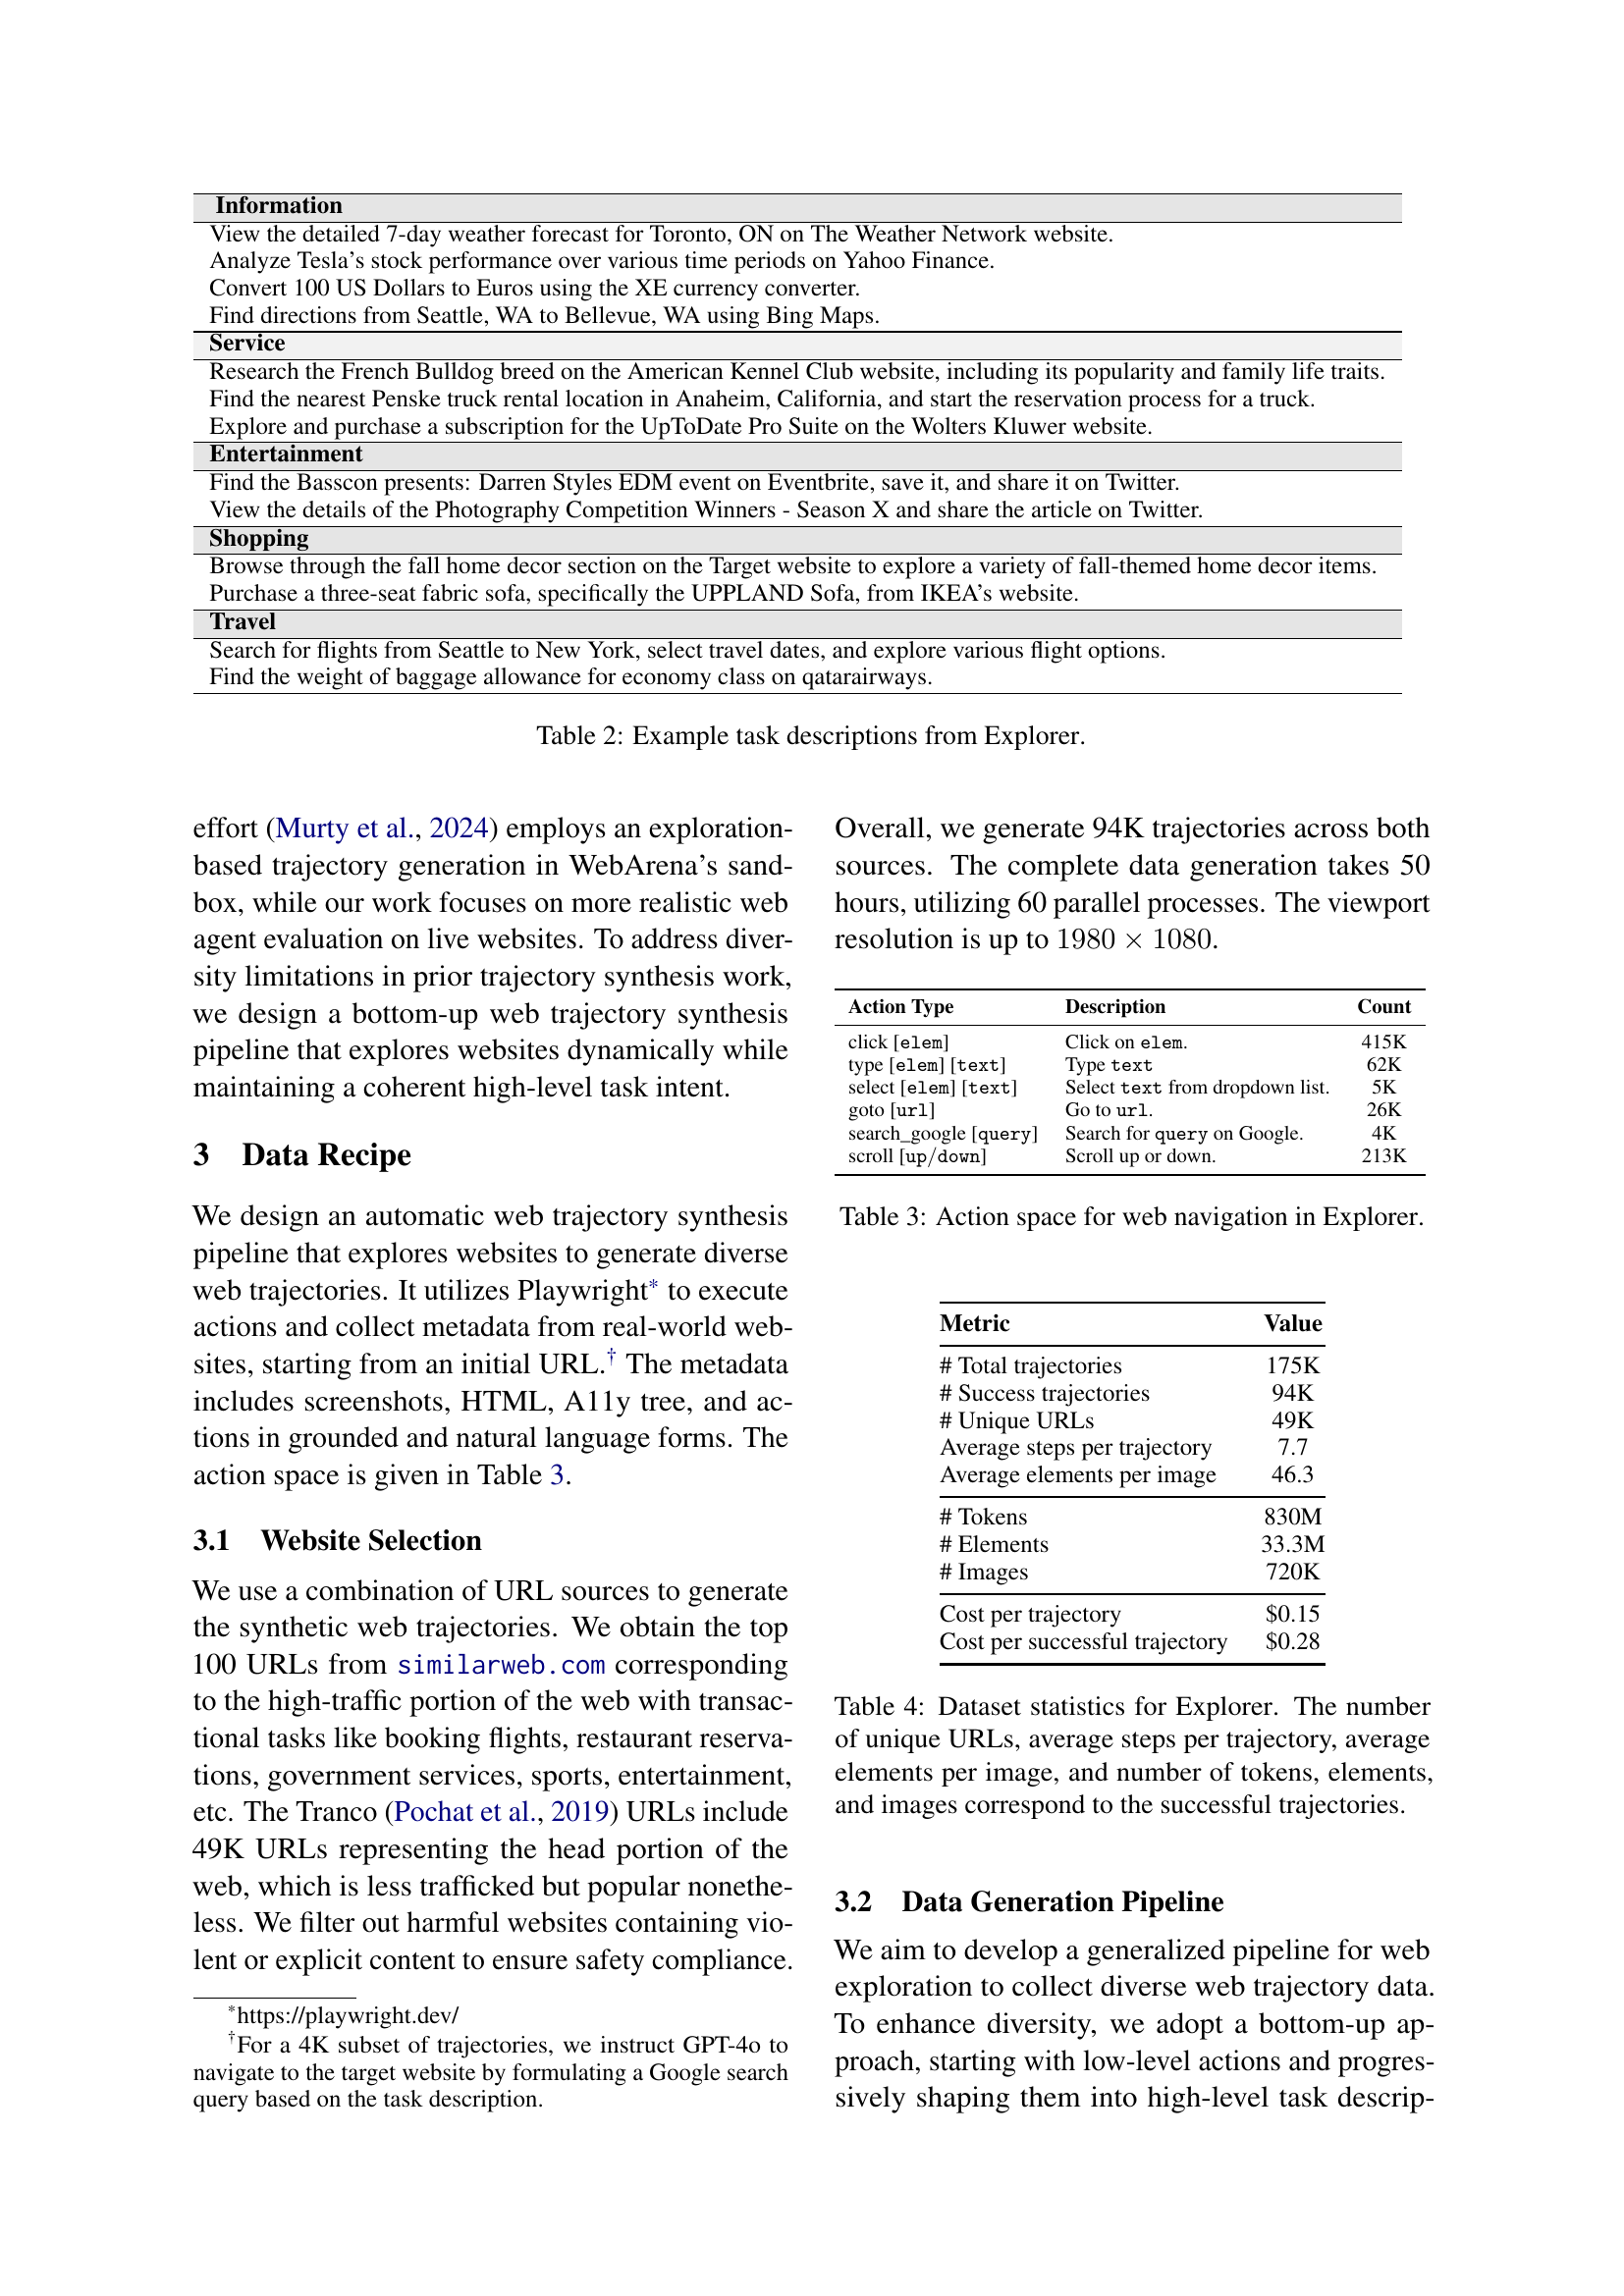 Information
View the detailed 7-day weather forecast for Toronto, ON on The Weather Network website.
Analyze Tesla's stock performance over various time periods on Yahoo Finance.
Convert 100 US Dollars to Euros using the XE currency converter.
Find directions from Seattle, WA to Bellevue, WA using Bing Maps.
Service
Research the French Bulldog breed on the American Kennel Club website, including its popularity and family life traits.
Find the nearest Penske truck rental location in Anaheim, California, and start the reservation process for a truck.
Explore and purchase a subscription for the UpToDate Pro Suite on the Wolters Kluwer website.
Entertainment
Find the Basscon presents: Darren Styles EDM event on Eventbrite, save it, and share it on Twitter.
View the details of the Photography Competition Winners - Season X and share the article on Twitter.
Shopping
Browse through the fall home decor section on the Target website to explore a variety of fall-themed home decor items.
Purchase a three-seat fabric sofa, specifically the UPPLAND Sofa, from IKEA's website.
Travel
Search for flights from Seattle to New York, select travel dates, and explore various flight options.
Find the weight of baggage allowance for economy class on qatarairways.
Table 2: Example task descriptions from Explorer.
effort (Murty et al., 2024) employs an exploration-
based trajectory generation in WebArena's sand-
box, while our work focuses on more realistic web
agent evaluation on live websites. To address diver-
sity limitations in prior trajectory synthesis work,
we design a bottom-up web trajectory synthesis
pipeline that explores websites dynamically while
maintaining a coherent high-level task intent.
3 Data Recipe
We design an automatic web trajectory synthesis
pipeline that explores websites to generate diverse
web trajectories. It utilizes Playwright* to execute
actions and collect metadata from real-world web-
sites, starting from an initial URL.† The metadata
includes screenshots, HTML, A11y tree, and ac-
tions in grounded and natural language forms. The
action space is given in Table 3.
3.1 Website Selection
We use a combination of URL sources to generate
the synthetic web trajectories. We obtain the top
100 URLs from similarweb.com corresponding
to the high-traffic portion of the web with transac-
tional tasks like booking flights, restaurant reserva-
tions, government services, sports, entertainment,
etc. The Tranco (Pochat et al., 2019) URLs include
49K URLs representing the head portion of the
web, which is less trafficked but popular nonethe-
less. We filter out harmful websites containing vio-
lent or explicit content to ensure safety compliance.
*https://playwright.dev/
†For a 4K subset of trajectories, we instruct GPT-4o to
navigate to the target website by formulating a Google search
query based on the task description.
Overall, we generate 94K trajectories across both
sources. The complete data generation takes 50
hours, utilizing 60 parallel processes. The viewport
resolution is up to 1980 × 1080.
Action Type Description Count
click [elem] Click on elem. 415K
type [elem] [text] Type text 62K
select [elem] [text] Select text from dropdown list. 5K
goto [url] Go to url. 26K
search_google [query] Search for query on Google. 4K
scroll [up/down] Scroll up or down. 213K
Table 3: Action space for web navigation in Explorer.
Metric Value
# Total trajectories 175K
# Success trajectories 94K
# Unique URLs 49K
Average steps per trajectory 7.7
Average elements per image 46.3
# Tokens 830M
# Elements 33.3M
# Images 720K
Cost per trajectory $0.15
Cost per successful trajectory $0.28
Table 4: Dataset statistics for Explorer. The number
of unique URLs, average steps per trajectory, average
elements per image, and number of tokens, elements,
and images correspond to the successful trajectories.
3.2 Data Generation Pipeline
We aim to develop a generalized pipeline for web
exploration to collect diverse web trajectory data.
To enhance diversity, we adopt a bottom-up ap-
proach, starting with low-level actions and progres-
sively shaping them into high-level task descrip-